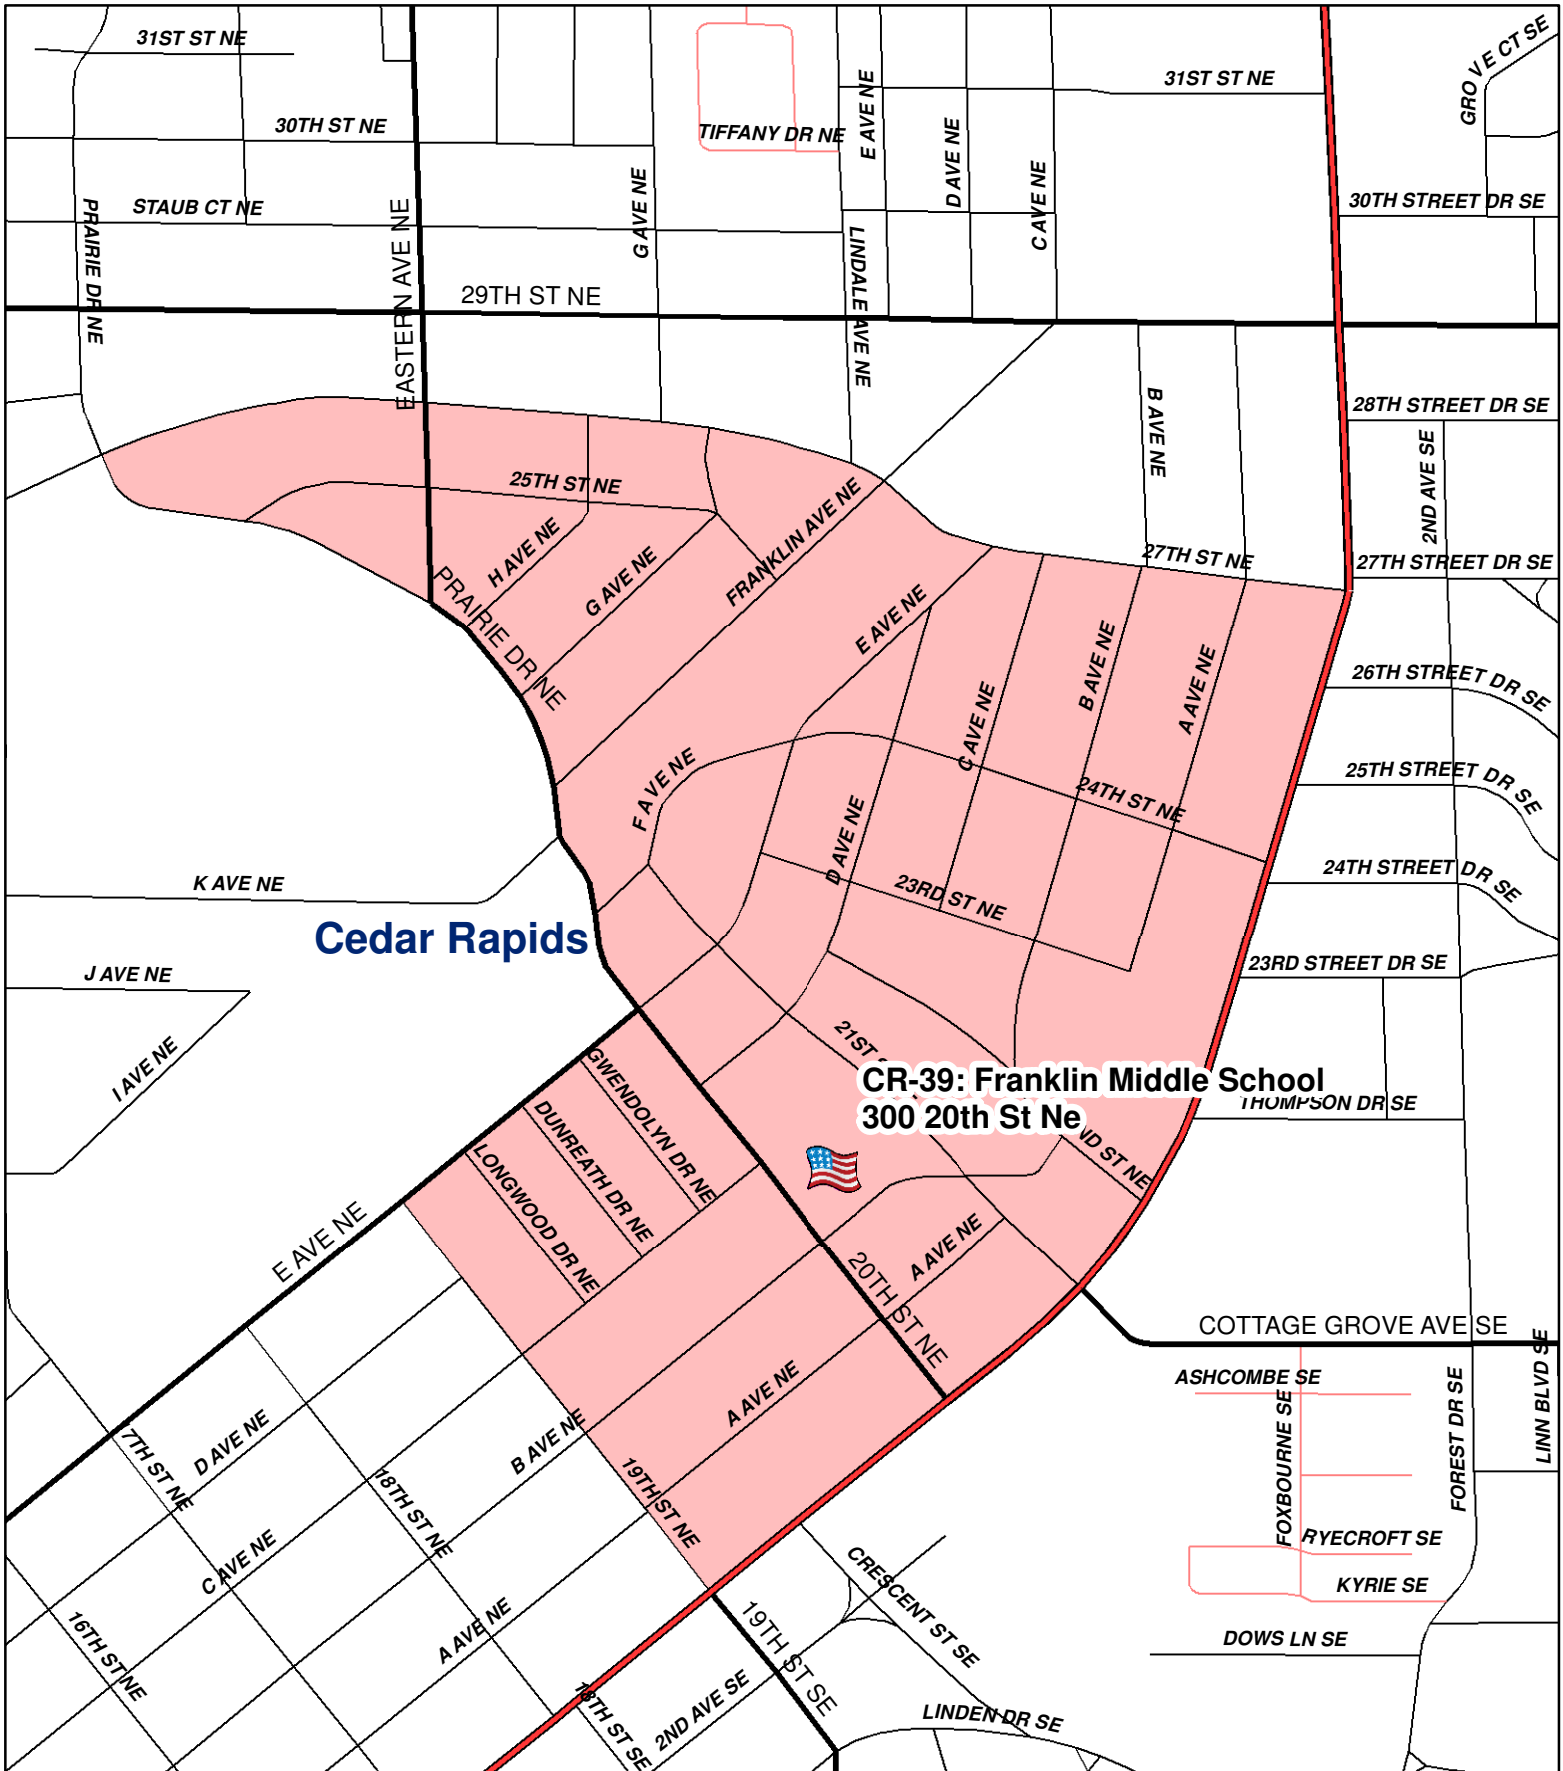 31ST ST NE
GROVE CT SE
31ST ST NE
E AVE NE
30TH ST NE
TIFFANY DR NE
D AVE NE
C AVE NE
G AVE NE
30TH STREET DR SE
STAUB CT NE
PRAIRIE DR NE
EASTERN AVE NE
LINDALE AVE NE
29TH ST NE
B AVE NE
28TH STREET DR SE
2ND AVE SE
25TH ST NE
FRANKLIN AVE NE
H AVE NE
G AVE NE
27TH ST NE
27TH STREET DR SE
PRAIRIE DR NE
E AVE NE
B AVE NE
A AVE NE
C AVE NE
26TH STREET DR SE
F AVE NE
D AVE NE
24TH ST NE
25TH STREET DR SE
K AVE NE
23RD ST NE
24TH STREET DR SE
Cedar Rapids
J AVE NE
23RD STREET DR SE
I AVE NE
21ST
CR-39: Franklin Middle School
300 20th St Ne
THOMPSON DR SE
GWENDOLYN DR NE
DUNREATH DR NE
LONGWOOD DR NE
ND ST NE
E AVE NE
A AVE NE
20TH ST NE
COTTAGE GROVE AVE SE
ASHCOMBE SE
FOXBOURNE SE
FOREST DR SE
LINN BLVD SE
A AVE NE
D AVE NE
B AVE NE
7TH ST NE
18TH ST NE
19TH ST NE
C AVE NE
CRESCENT ST SE
RYECROFT SE
KYRIE SE
16TH ST NE
A AVE NE
19TH ST SE
DOWS LN SE
18TH ST SE
2ND AVE SE
LINDEN DR SE